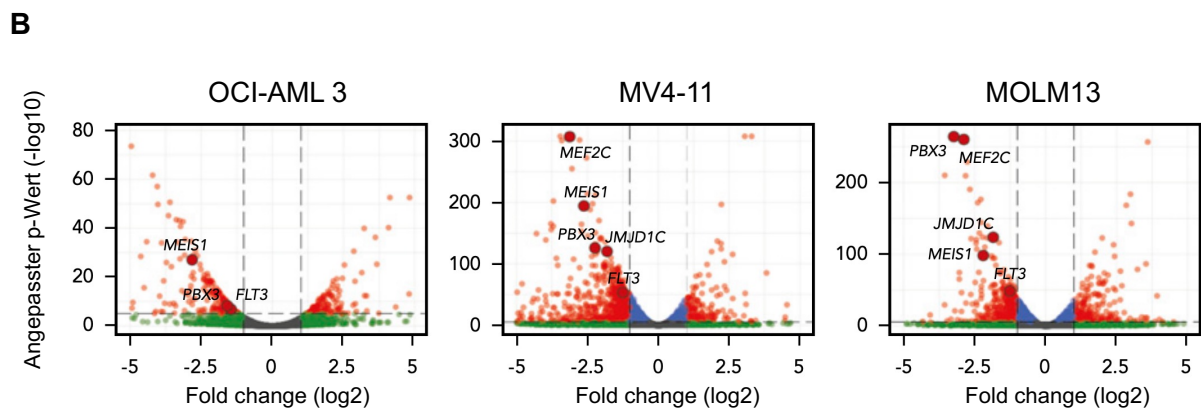 B
Angepasster p-Wert (-log10)
OCI-AML 3
80
60
40
20
0
MEIS1
PBX3 FLT3
-5 -2.5 0 2.5 5
Fold change (log2)
MV4-11
300
200
100
0
MEF2C
MEIS1
PBX3 JMJD1C
FLT3
-5 -2.5 0 2.5 5
Fold change (log2)
MOLM13
200
100
0
PBX3 MEF2C
JMJD1C
MEIS1
FLT3
-5 -2.5 0 2.5 5
Fold change (log2)